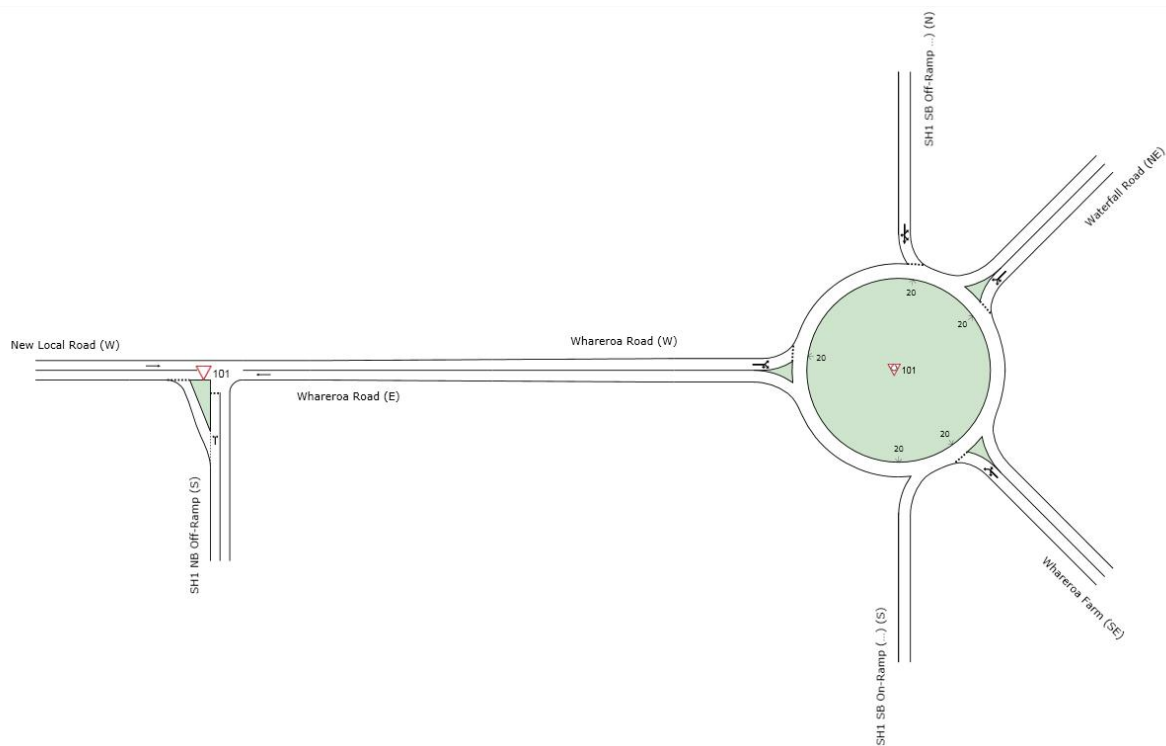 SH1 SB Off-Ramp ...) (N)
Waterfall Road (NE)
New Local Road (W)
Whareroa Road (W)
101
Whareroa Road (E)
20
20
20
101
20
20
SH1 NB Off-Ramp (S)
Whareroa Farm (SE)
SH1 SB On-Ramp (...) (S)